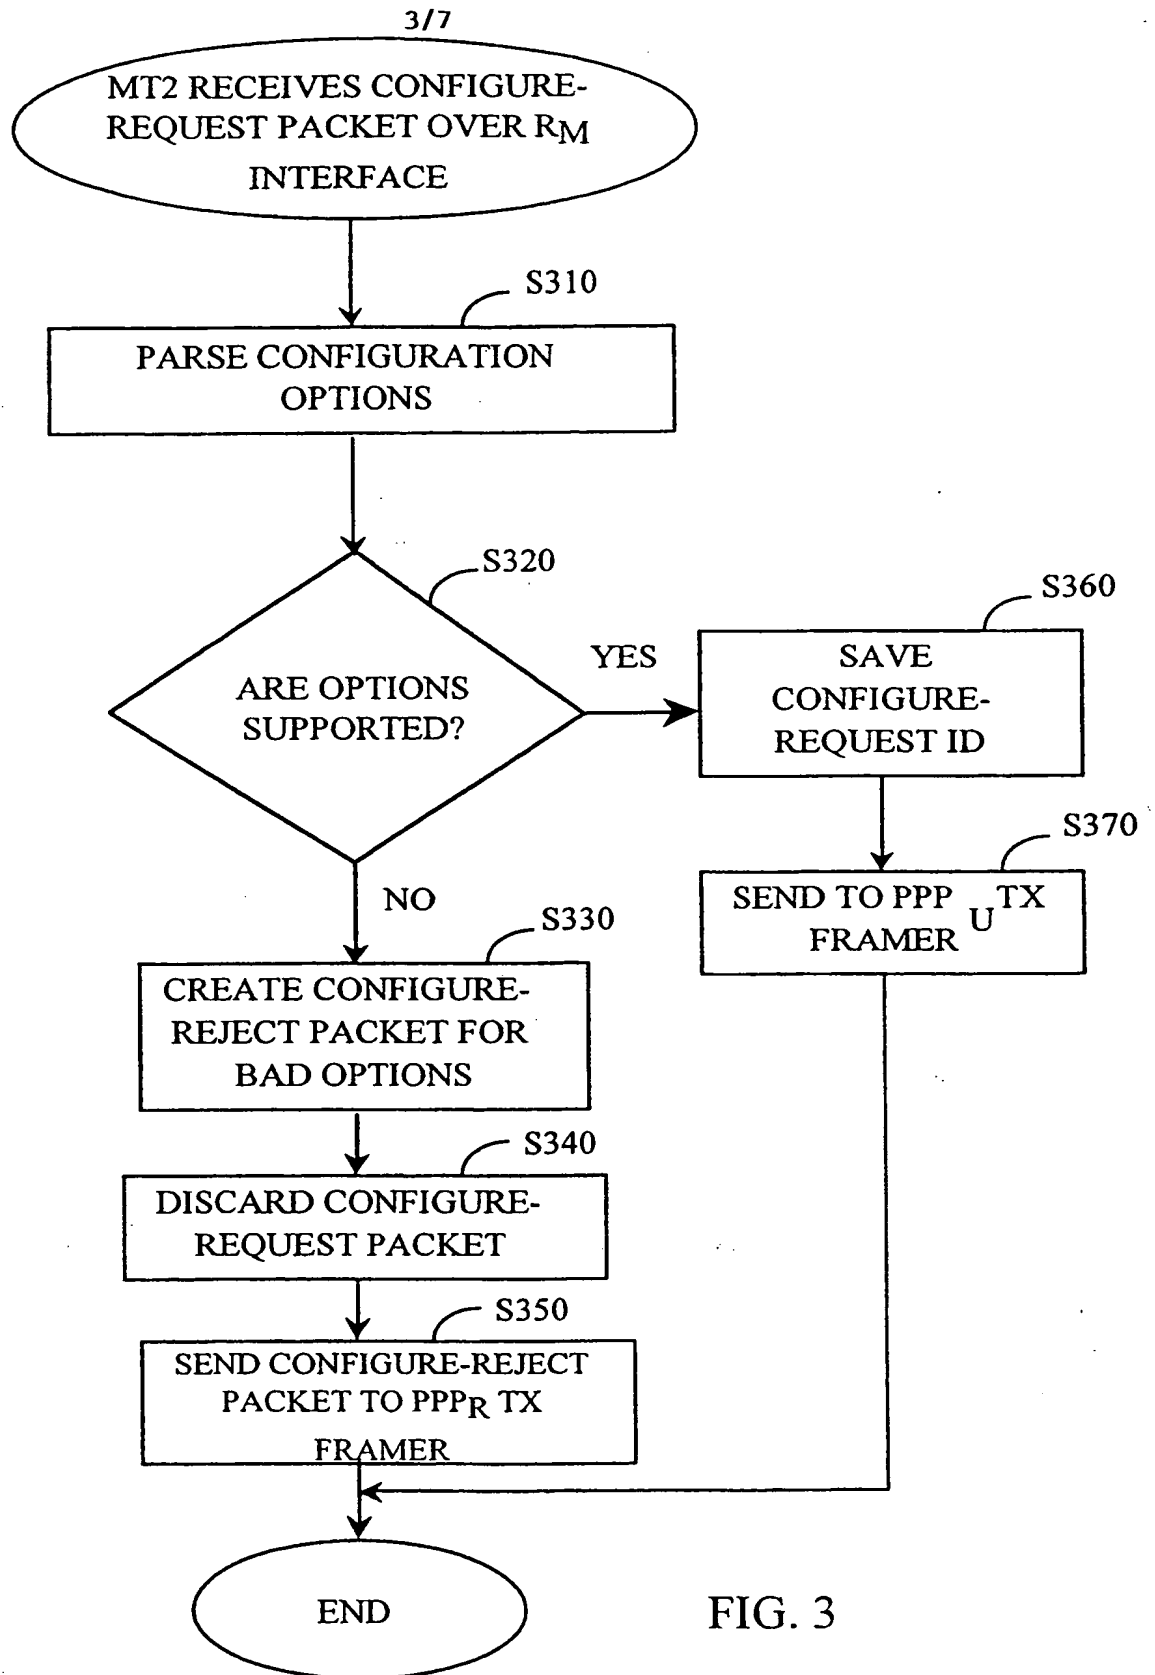 3/7
MT2 RECEIVES CONFIGURE-
REQUEST PACKET OVER RM
INTERFACE
S310
PARSE CONFIGURATION
OPTIONS
S320
ARE OPTIONS
SUPPORTED?
YES
S360
SAVE
CONFIGURE-
REQUEST ID
S370
SEND TO PPP U TX
FRAMER
NO
S330
CREATE CONFIGURE-
REJECT PACKET FOR
BAD OPTIONS
S340
DISCARD CONFIGURE-
REQUEST PACKET
S350
SEND CONFIGURE-REJECT
PACKET TO PPPR TX
FRAMER
END
FIG. 3